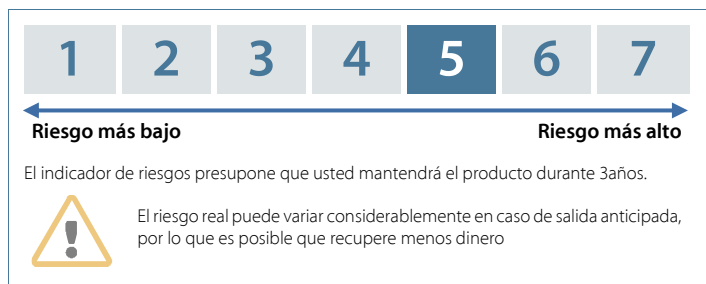 1 2 3 4 5 6 7
Riesgo más bajo Riesgo más alto
El indicador de riesgos presupone que usted mantendrá el producto durante 3años.
El riesgo real puede variar considerablemente en caso de salida anticipada,
por lo que es posible que recupere menos dinero